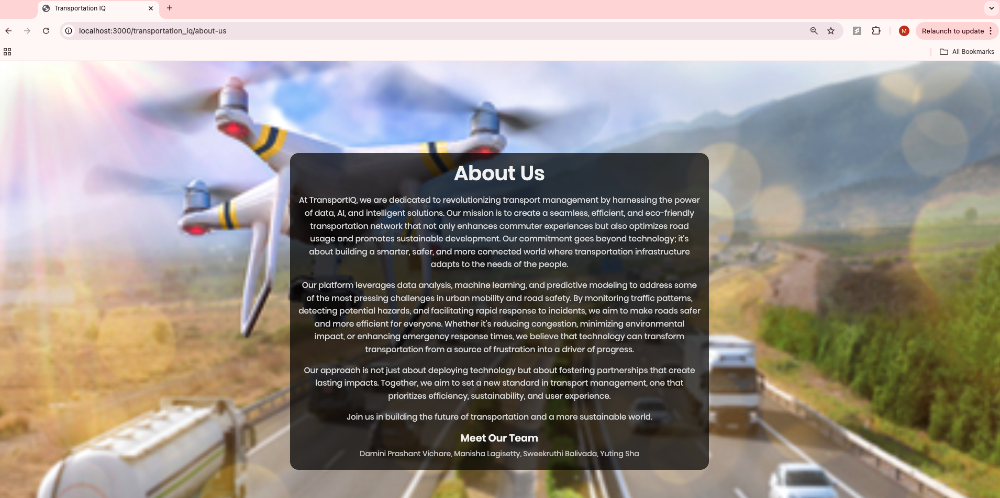 Transportation IQ
localhost:3000/transportation_iq/about-us
M
Relaunch to update
All Bookmarks
About Us
At TransportIQ, we are dedicated to revolutionizing transport management by harnessing the power
of data, AI, and intelligent solutions. Our mission is to create a seamless, efficient, and eco-friendly
transportation network that not only enhances commuter experiences but also optimizes road
usage and promotes sustainable development. Our commitment goes beyond technology; it's
about building a smarter, safer, and more connected world where transportation infrastructure
adapts to the needs of the people.
Our platform leverages data analysis, machine learning, and predictive modeling to address some
of the most pressing challenges in urban mobility and road safety. By monitoring traffic patterns,
detecting potential hazards, and facilitating rapid response to incidents, we aim to make roads safer
and more efficient for everyone. Whether it's reducing congestion, minimizing environmental
impact, or enhancing emergency response times, we believe that technology can transform
transportation from a source of frustration into a driver of progress.
Our approach is not just about deploying technology but about fostering partnerships that create
lasting impacts. Together, we aim to set a new standard in transport management, one that
prioritizes efficiency, sustainability, and user experience.
Join us in building the future of transportation and a more sustainable world.
Meet Our Team
Damini Prashant Vichare, Manisha Lagisetty, Sweekruthi Balivada, Yuting Sha